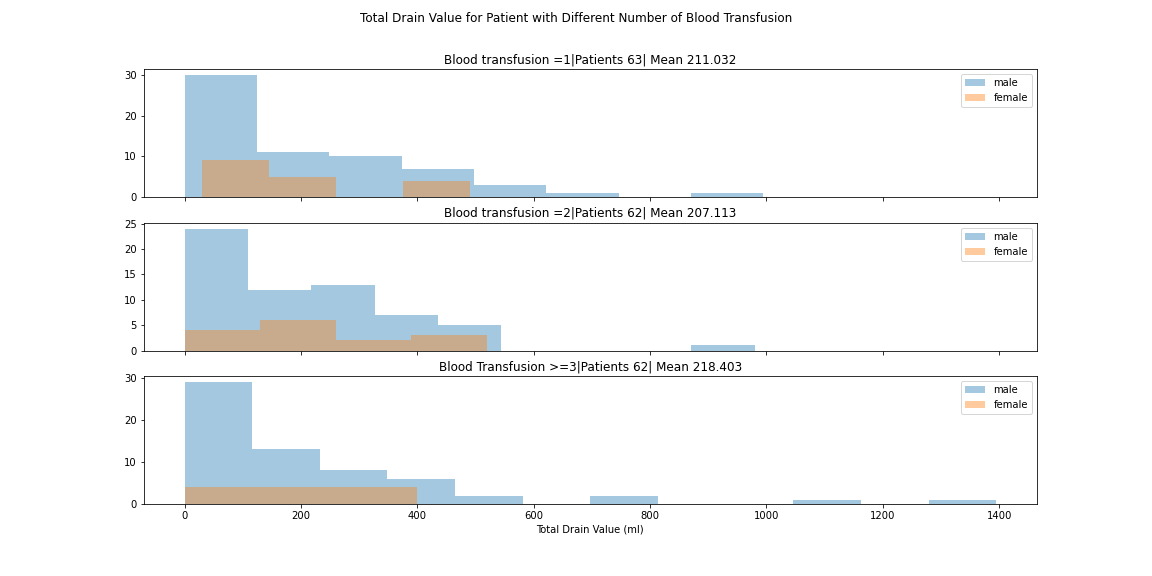 Total Drain Value for Patient with Different Number of Blood Transfusion
Blood transfusion =1|Patients 63| Mean 211.032
30
20
10
0
male
female
Blood transfusion =2|Patients 62| Mean 207.113
25
20
15
10
5
0
male
female
Blood Transfusion >=3|Patients 62| Mean 218.403
30
20
10
0
male
female
0 200 400 600 800 1000 1200 1400
Total Drain Value (ml)